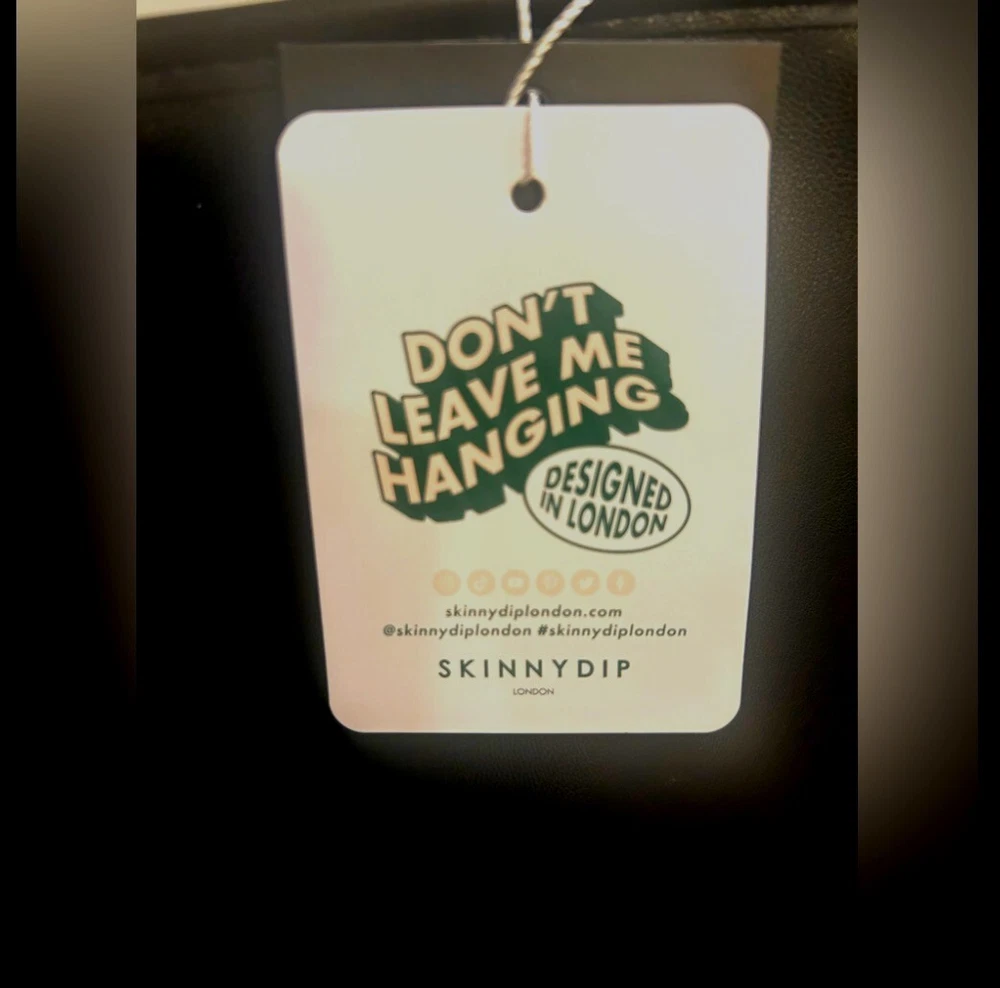 DON'T
LEAVE ME
HANGING
DESIGNED
IN LONDON
skinnydiplondon.com
@skinnydiplondon #skinnydiplondon
SKINNYDIP
LONDON